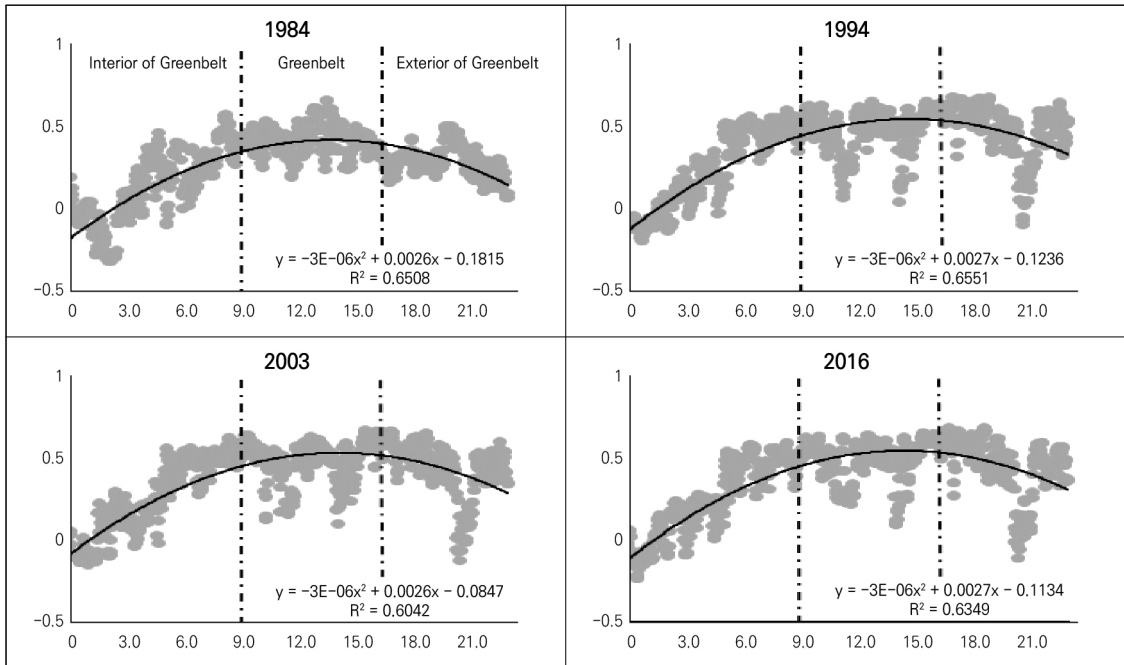 1984
1
Interior of Greenbelt Greenbelt Exterior of Greenbelt
0.5
0
y = −3E−06x² + 0.0026x − 0.1815
R² = 0.6508
−0.5
0 3.0 6.0 9.0 12.0 15.0 18.0 21.0
1994
1
0.5
0
y = −3E−06x² + 0.0027x − 0.1236
R² = 0.6551
−0.5
0 3.0 6.0 9.0 12.0 15.0 18.0 21.0
2003
1
0.5
0
y = −3E−06x² + 0.0026x − 0.0847
R² = 0.6042
−0.5
0 3.0 6.0 9.0 12.0 15.0 18.0 21.0
2016
1
0.5
0
y = −3E−06x² + 0.0027x − 0.1134
R² = 0.6349
−0.5
0 3.0 6.0 9.0 12.0 15.0 18.0 21.0